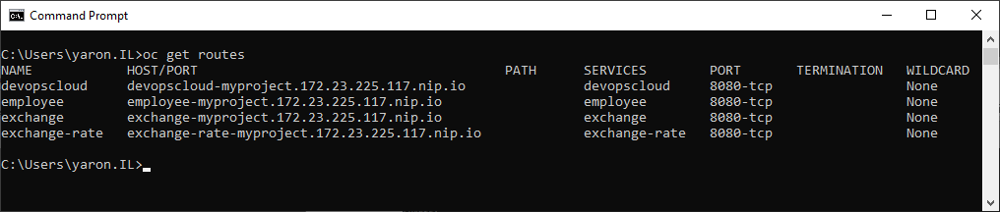 Command Prompt
C:\Users\yaron.IL>oc get routes
NAME HOST/PORT PATH SERVICES PORT TERMINATION WILDCARD
devopscloud devopscloud-myproject.172.23.225.117.nip.io devopscloud 8080-tcp None
employee employee-myproject.172.23.225.117.nip.io employee 8080-tcp None
exchange exchange-myproject.172.23.225.117.nip.io exchange 8080-tcp None
exchange-rate exchange-rate-myproject.172.23.225.117.nip.io exchange-rate 8080-tcp None
C:\Users\yaron.IL>